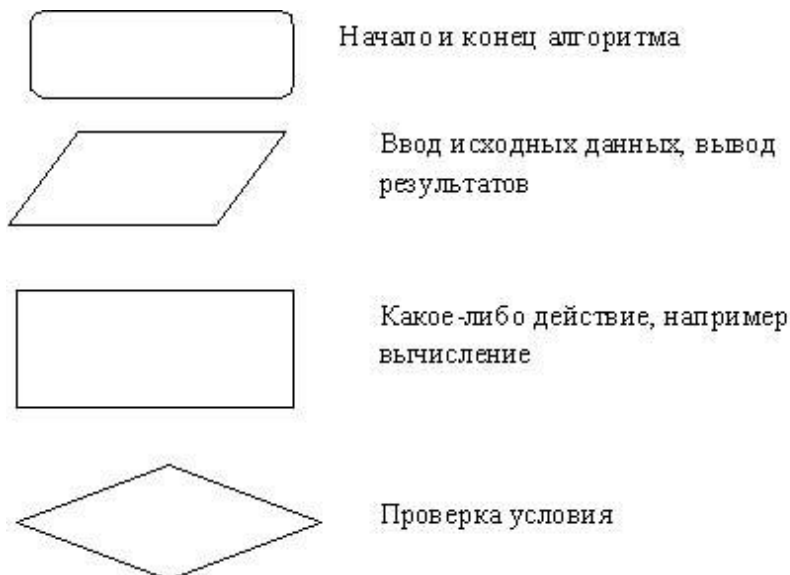 Начало и конец алгоритма
Ввод исходных данных, вывод
результатов
Какое-либо действие, например
вычисление
Проверка условия